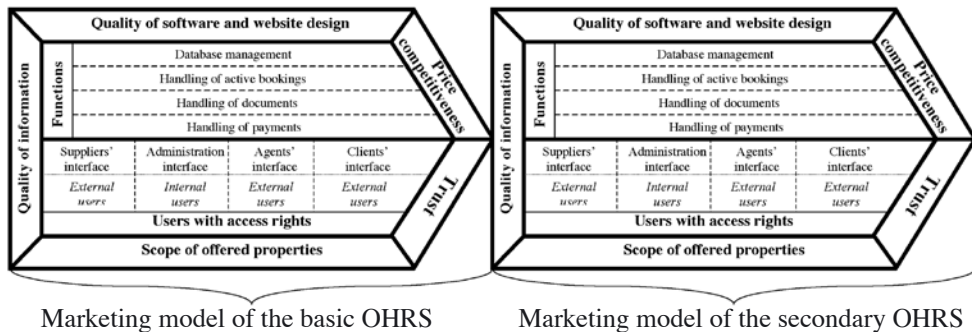 Quality of software and website design
Quality of information
Functions
Database management
Handling of active bookings
Handling of documents
Handling of payments
Price
competitiveness
Suppliers' interface
Administration interface
Agents' interface
Clients' interface
External users
Internal users
External users
External users
Trust
Users with access rights
Scope of offered properties
Marketing model of the basic OHRS
Quality of software and website design
Quality of information
Functions
Database management
Handling of active bookings
Handling of documents
Handling of payments
Price
competitiveness
Suppliers' interface
Administration interface
Agents' interface
Clients' interface
External users
Internal users
External users
External users
Trust
Users with access rights
Scope of offered properties
Marketing model of the secondary OHRS